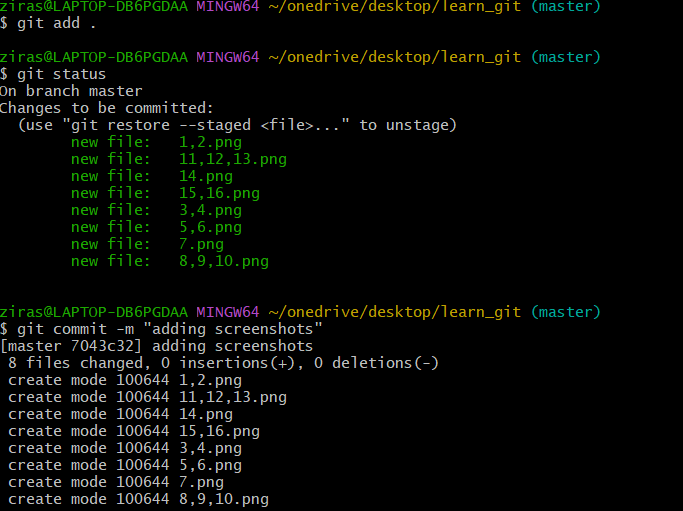 ziras@LAPTOP-DB6PGDAA MINGW64 ~/onedrive/desktop/learn_git (master)
$ git add .
ziras@LAPTOP-DB6PGDAA MINGW64 ~/onedrive/desktop/learn_git (master)
$ git status
On branch master
Changes to be committed:
  (use "git restore --staged <file>..." to unstage)
        new file:   1,2.png
        new file:   11,12,13.png
        new file:   14.png
        new file:   15,16.png
        new file:   3,4.png
        new file:   5,6.png
        new file:   7.png
        new file:   8,9,10.png
ziras@LAPTOP-DB6PGDAA MINGW64 ~/onedrive/desktop/learn_git (master)
$ git commit -m "adding screenshots"
[master 7043c32] adding screenshots
 8 files changed, 0 insertions(+), 0 deletions(-)
 create mode 100644 1,2.png
 create mode 100644 11,12,13.png
 create mode 100644 14.png
 create mode 100644 15,16.png
 create mode 100644 3,4.png
 create mode 100644 5,6.png
 create mode 100644 7.png
 create mode 100644 8,9,10.png